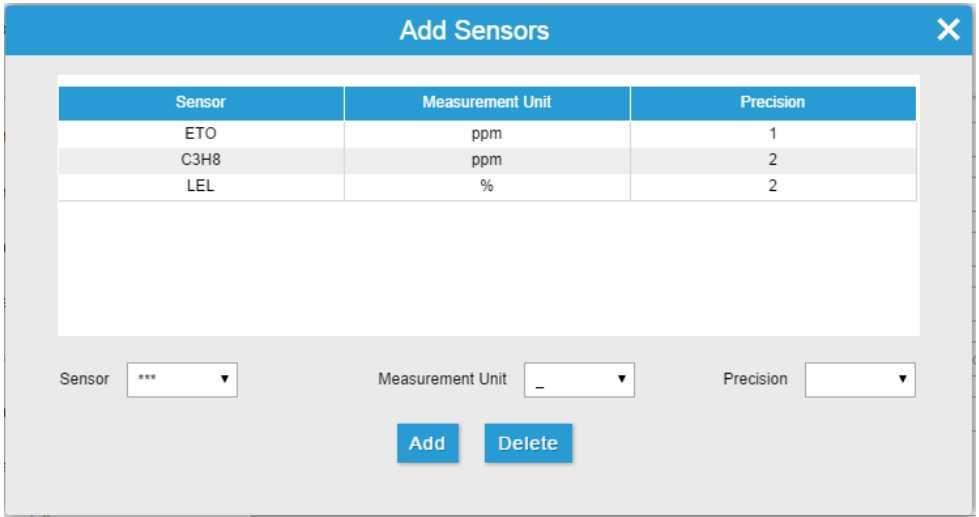 Add Sensors
Sensor Measurement Unit Precision
ETO ppm 1
C3H8 ppm 2
LEL % 2
Sensor *** Measurement Unit _ Precision
Add Delete